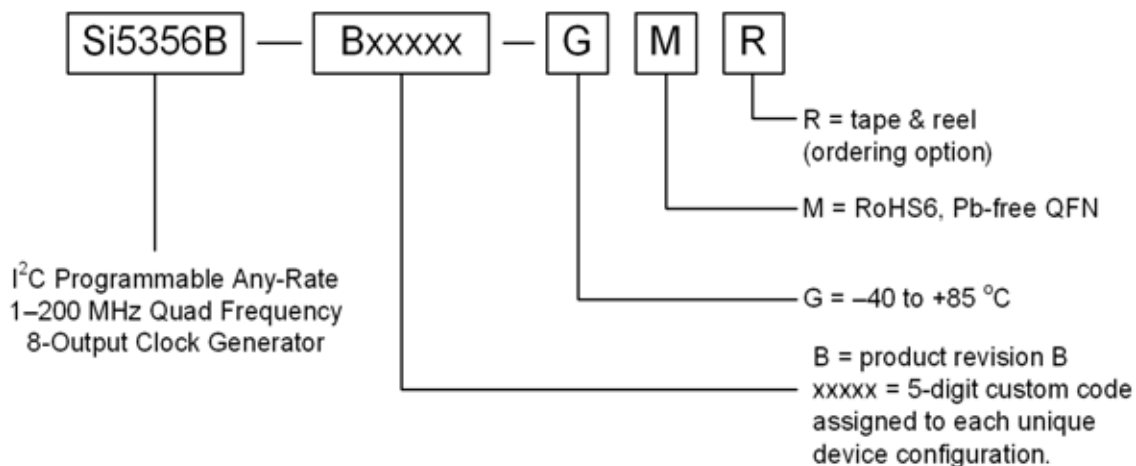 Si5356B — Bxxxxx — G M R
R = tape & reel
(ordering option)
M = RoHS6, Pb-free QFN
I²C Programmable Any-Rate
1–200 MHz Quad Frequency
8-Output Clock Generator
G = –40 to +85 °C
B = product revision B
xxxxx = 5-digit custom code
assigned to each unique
device configuration.